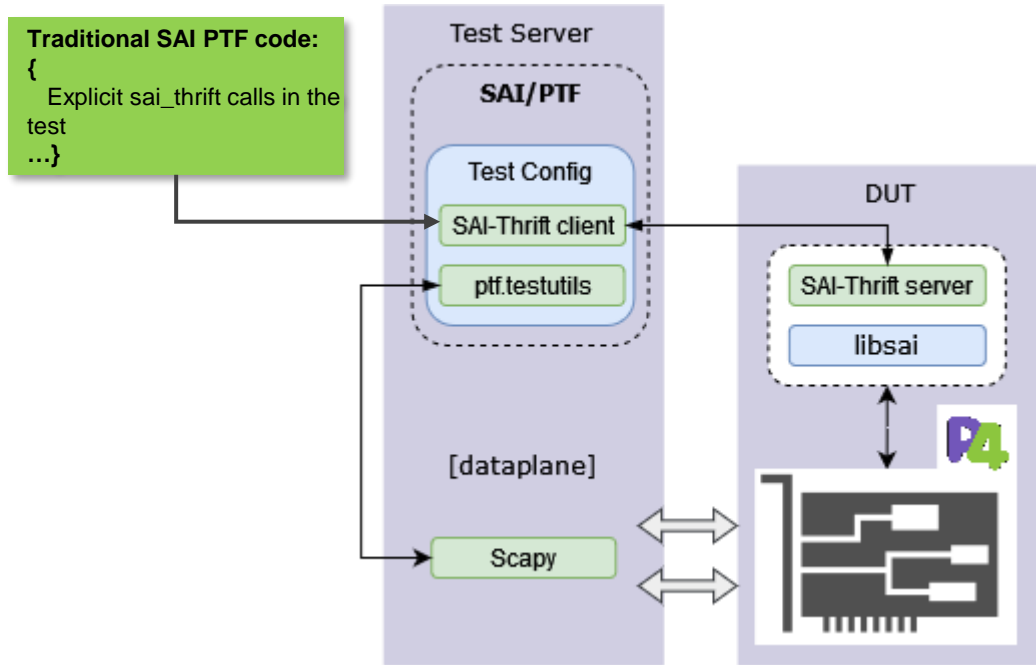 Traditional SAI PTF code:
{
Explicit sai_thrift calls in the
test
…}
Test Server
SAI/PTF
Test Config
SAI-Thrift client
ptf.testutils
[dataplane]
Scapy
DUT
SAI-Thrift server
libsai
P4